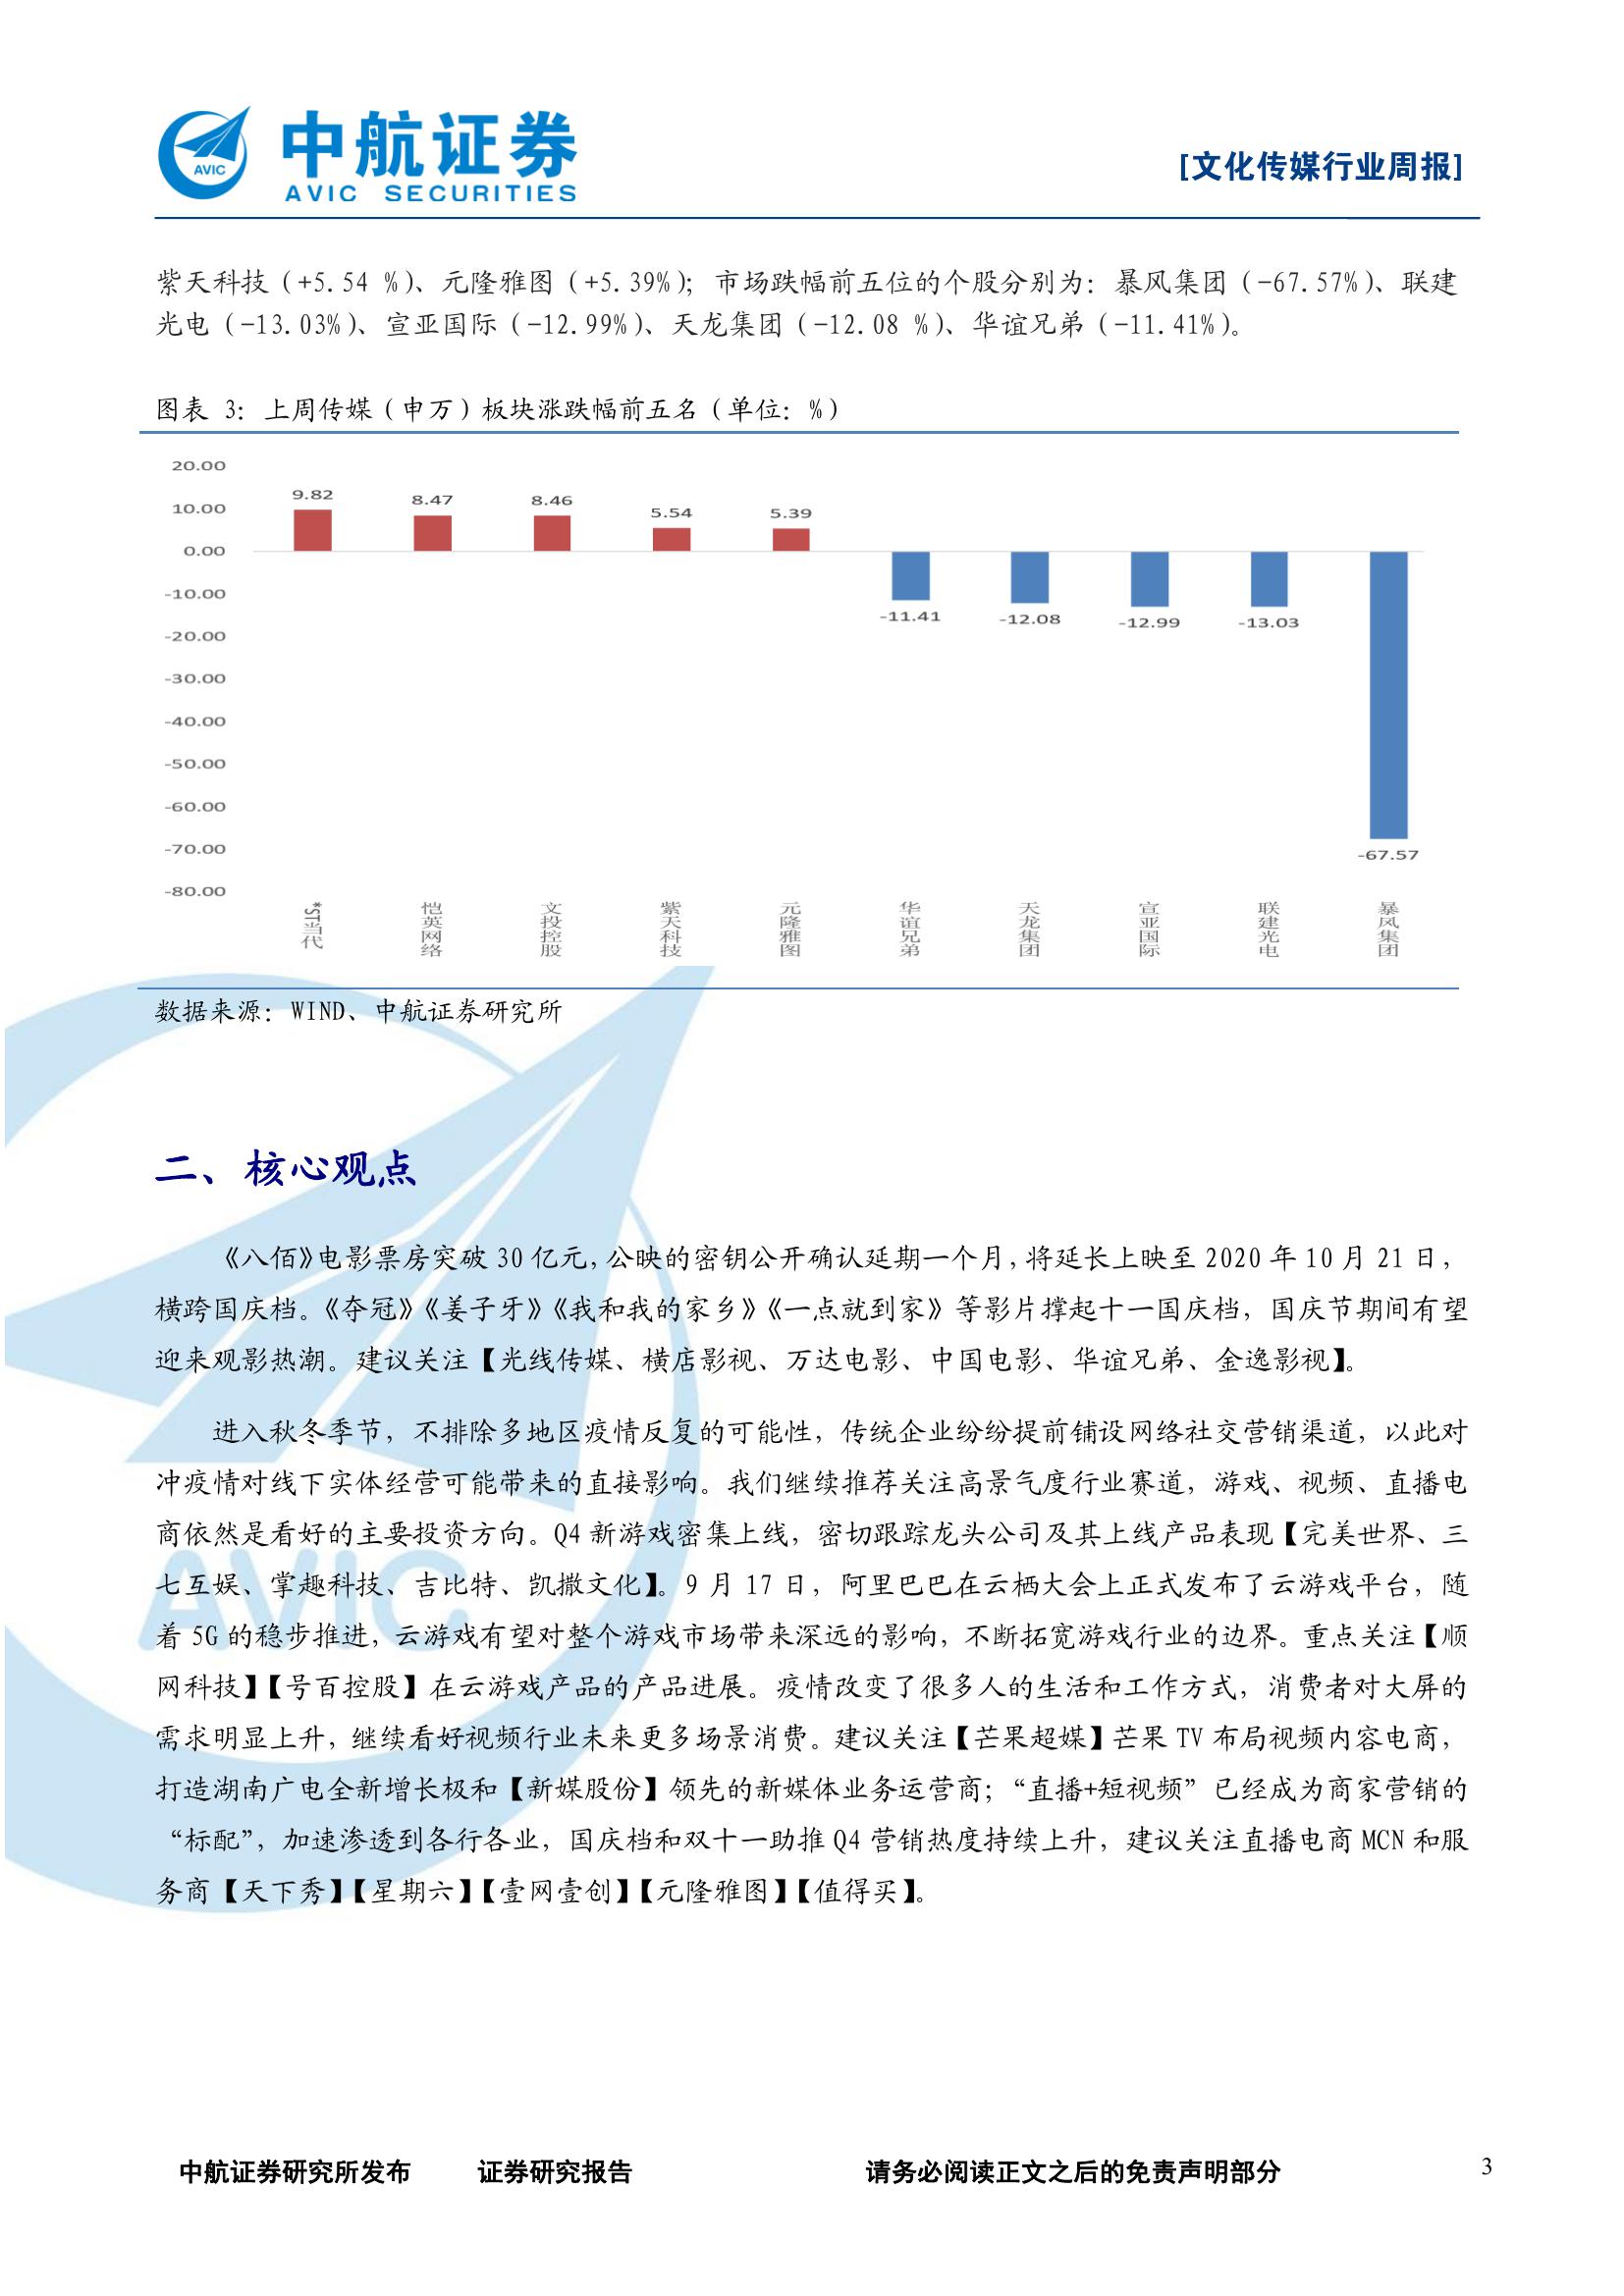 中航证券
AVIC SECURITIES
AVIC
[文化传媒行业周报]
紫天科技（+5.54 %）、元隆雅图（+5.39%）；市场跌幅前五位的个股分别为：暴风集团（-67.57%）、联建
光电（-13.03%）、宣亚国际（-12.99%）、天龙集团（-12.08 %）、华谊兄弟（-11.41%）。
图表 3：上周传媒（申万）板块涨跌幅前五名（单位：%）
20.00
10.00
0.00
-10.00
-20.00
-30.00
-40.00
-50.00
-60.00
-70.00
-80.00
9.82
8.47
8.46
5.54
5.39
-11.41
-12.08
-12.99
-13.03
-67.57
*ST当代
恺英网络
文投控股
紫天科技
元隆雅图
华谊兄弟
天龙集团
宣亚国际
联建光电
暴风集团
数据来源：WIND、中航证券研究所
二、核心观点
《八佰》电影票房突破 30 亿元，公映的密钥公开确认延期一个月，将延长上映至 2020 年 10 月 21 日，
横跨国庆档。《夺冠》《姜子牙》《我和我的家乡》《一点就到家》等影片撑起十一国庆档，国庆节期间有望
迎来观影热潮。建议关注【光线传媒、横店影视、万达电影、中国电影、华谊兄弟、金逸影视】。
进入秋冬季节，不排除多地区疫情反复的可能性，传统企业纷纷提前铺设网络社交营销渠道，以此对
冲疫情对线下实体经营可能带来的直接影响。我们继续推荐关注高景气度行业赛道，游戏、视频、直播电
商依然是看好的主要投资方向。Q4 新游戏密集上线，密切跟踪龙头公司及其上线产品表现【完美世界、三
七互娱、掌趣科技、吉比特、凯撒文化】。9 月 17 日，阿里巴巴在云栖大会上正式发布了云游戏平台，随
着 5G 的稳步推进，云游戏有望对整个游戏市场带来深远的影响，不断拓宽游戏行业的边界。重点关注【顺
网科技】【号百控股】在云游戏产品的产品进展。疫情改变了很多人的生活和工作方式，消费者对大屏的
需求明显上升，继续看好视频行业未来更多场景消费。建议关注【芒果超媒】芒果 TV 布局视频内容电商，
打造湖南广电全新增长极和【新媒股份】领先的新媒体业务运营商；“直播+短视频”已经成为商家营销的
“标配”，加速渗透到各行各业，国庆档和双十一助推 Q4 营销热度持续上升，建议关注直播电商 MCN 和服
务商【天下秀】【星期六】【壹网壹创】【元隆雅图】【值得买】。
AVIC
中航证券研究所发布 证券研究报告 请务必阅读正文之后的免责声明部分 3